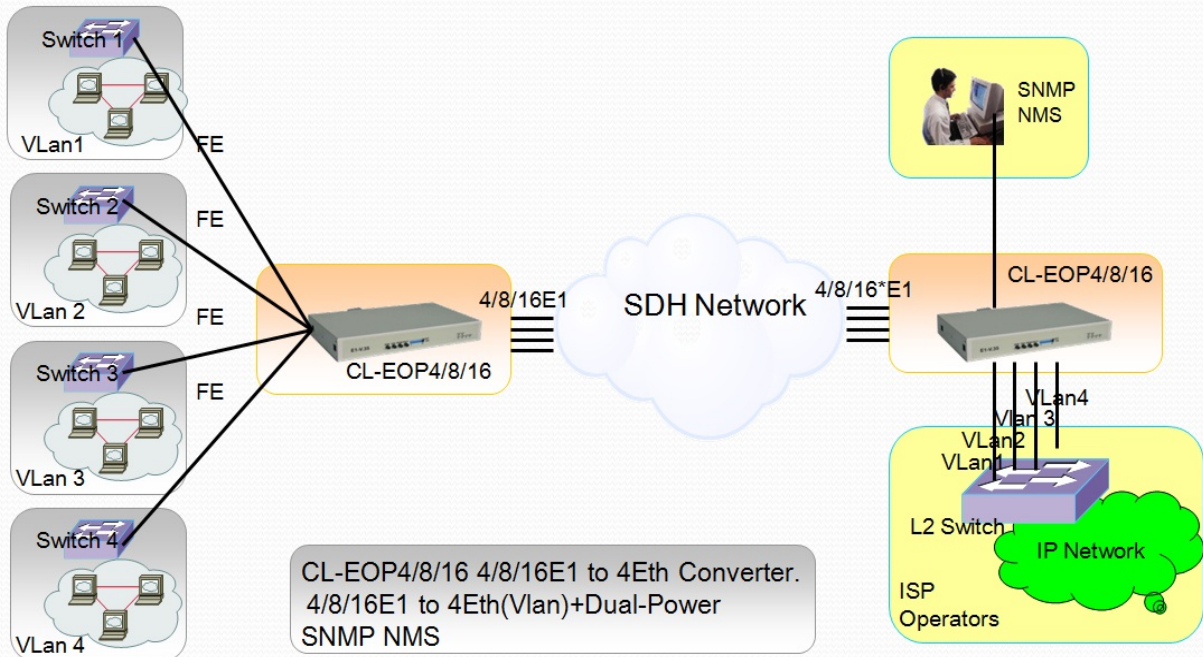 Switch 1
VLan1
FE
Switch 2
VLan 2
FE
Switch 3
VLan 3
FE
Switch 4
VLan 4
FE
CL-EOP4/8/16
4/8/16E1
SDH Network
4/8/16*E1
SNMP
NMS
CL-EOP4/8/16
VLan4
Vlan 3
VLan2
VLan1
L2 Switch
IP Network
ISP
Operators
CL-EOP4/8/16 4/8/16E1 to 4Eth Converter.
4/8/16E1 to 4Eth(Vlan)+Dual-Power
SNMP NMS